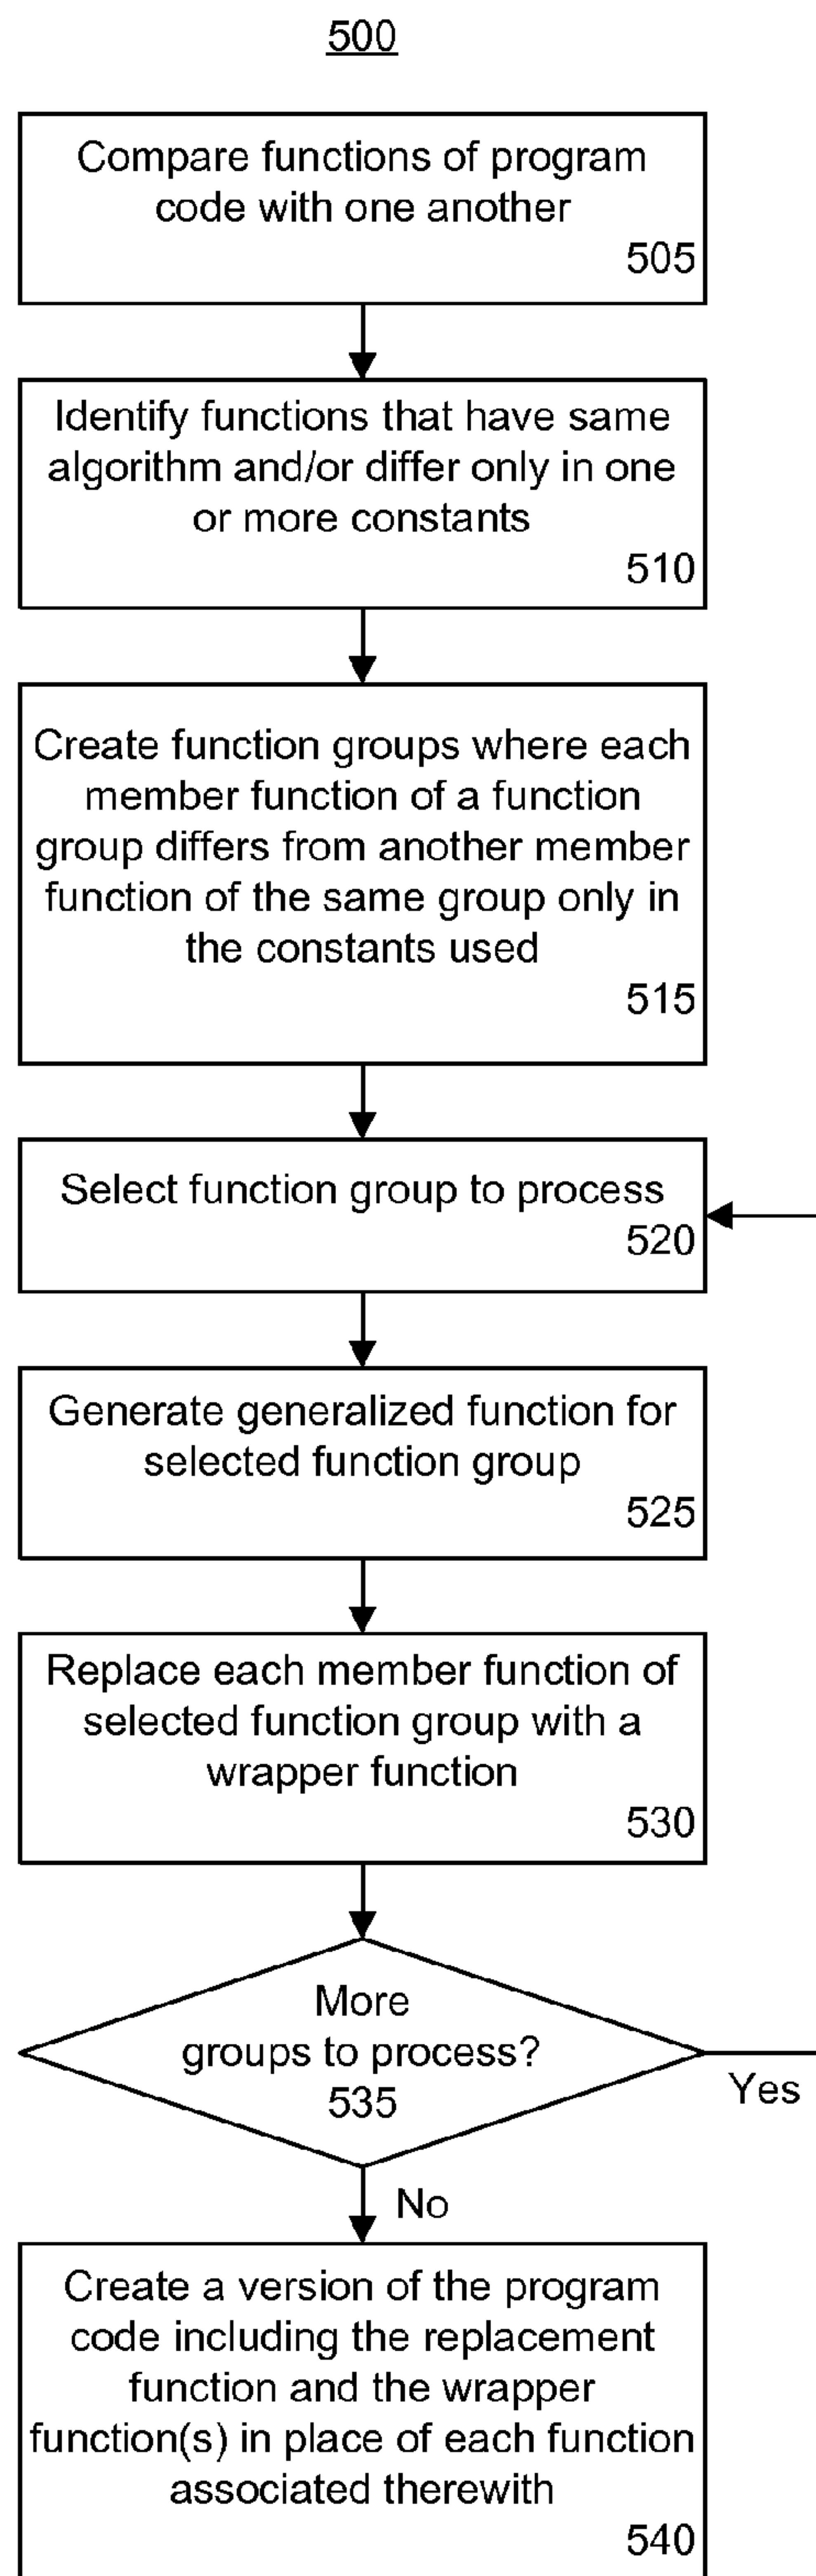 500
Compare functions of program
code with one another
505
Identify functions that have same
algorithm and/or differ only in one
or more constants
510
Create function groups where each
member function of a function
group differs from another member
function of the same group only in
the constants used
515
Select function group to process
520
Generate generalized function for
selected function group
525
Replace each member function of
selected function group with a
wrapper function
530
More
groups to process?
535
Yes
No
Create a version of the program
code including the replacement
function and the wrapper
function(s) in place of each function
associated therewith
540